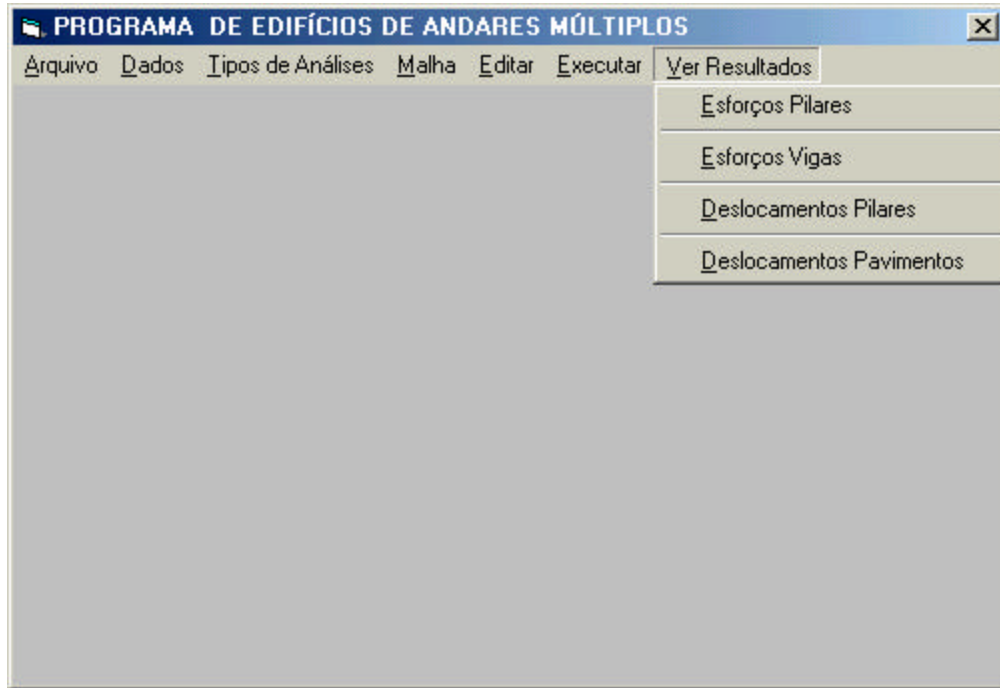 PROGRAMA DE EDIFÍCIOS DE ANDARES MÚLTIPLOS
Arquivo Dados Tipos de Análises Malha Editar Executar Ver Resultados
Esforços Pilares
Esforços Vigas
Deslocamentos Pilares
Deslocamentos Pavimentos